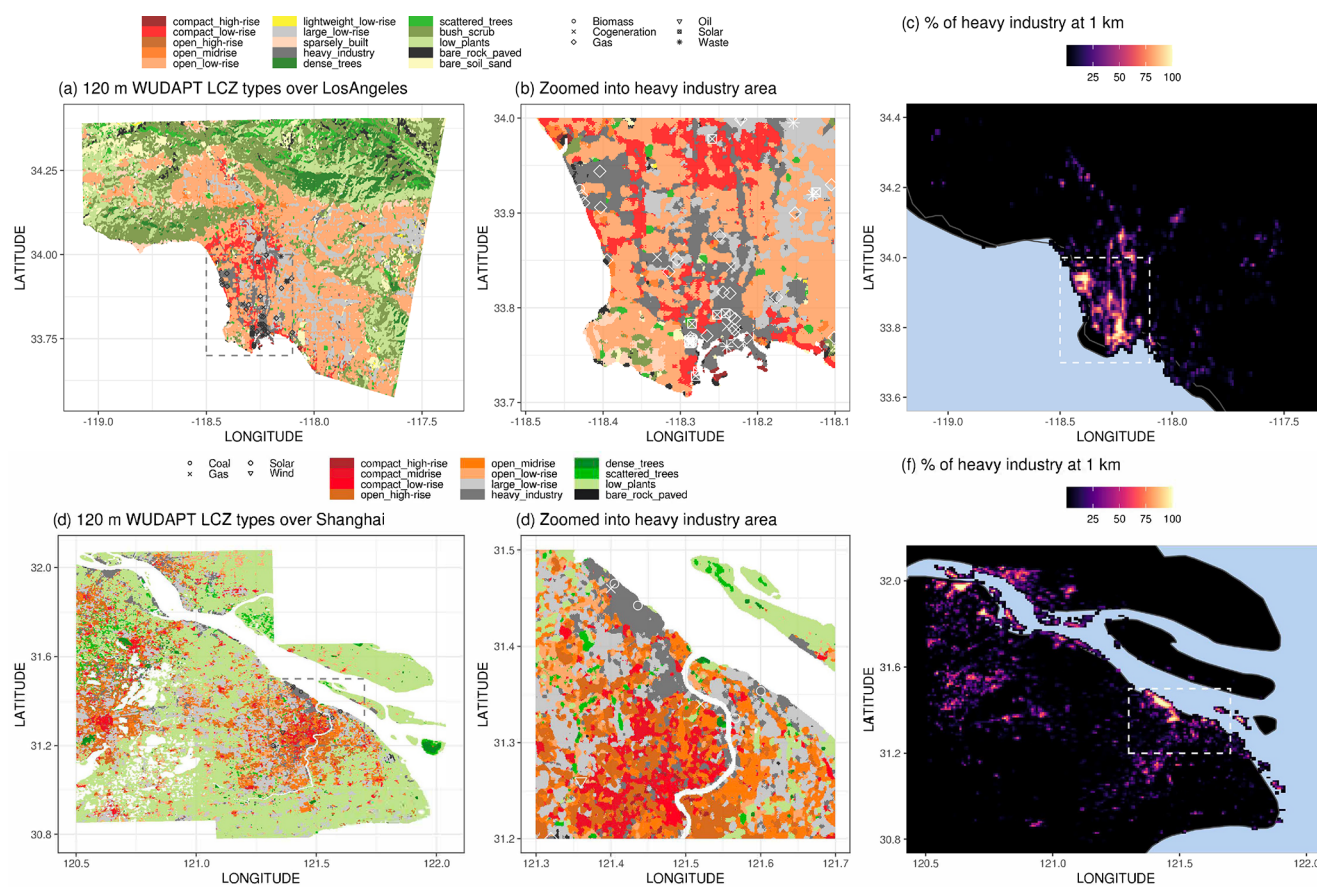 compact_high-rise
compact_low-rise
open_high-rise
open_midrise
open_low-rise
lightweight_low-rise
large_low-rise
sparsely_built
heavy_industry
dense_trees
scattered_trees
bush_scrub
low_plants
bare_rock_paved
bare_soil_sand
Biomass
Cogeneration
Gas
Oil
Solar
Waste
(c) % of heavy industry at 1 km
25 50 75 100
(a) 120 m WUDAPT LCZ types over LosAngeles
(b) Zoomed into heavy industry area
LATITUDE
34.25
34.00
33.75
-119.0 -118.5 -118.0 -117.5
LONGITUDE
LATITUDE
34.0
33.9
33.8
33.7
-118.5 -118.4 -118.3 -118.2 -118.1
LONGITUDE
LATITUDE
34.4
34.2
34.0
33.8
33.6
-119.0 -118.5 -118.0 -117.5
LONGITUDE
Coal
Gas
Solar
Wind
compact_high-rise
compact_midrise
compact_low-rise
open_high-rise
open_midrise
open_low-rise
large_low-rise
heavy_industry
dense_trees
scattered_trees
low_plants
bare_rock_paved
(f) % of heavy industry at 1 km
25 50 75 100
(d) 120 m WUDAPT LCZ types over Shanghai
(d) Zoomed into heavy industry area
LATITUDE
32.0
31.6
31.2
30.8
120.5 121.0 121.5 122.0
LONGITUDE
LATITUDE
31.5
31.4
31.3
31.2
121.3 121.4 121.5 121.6 121.7
LONGITUDE
LATITUDE
32.0
31.6
31.2
30.8
120.5 121.0 121.5 122.0
LONGITUDE